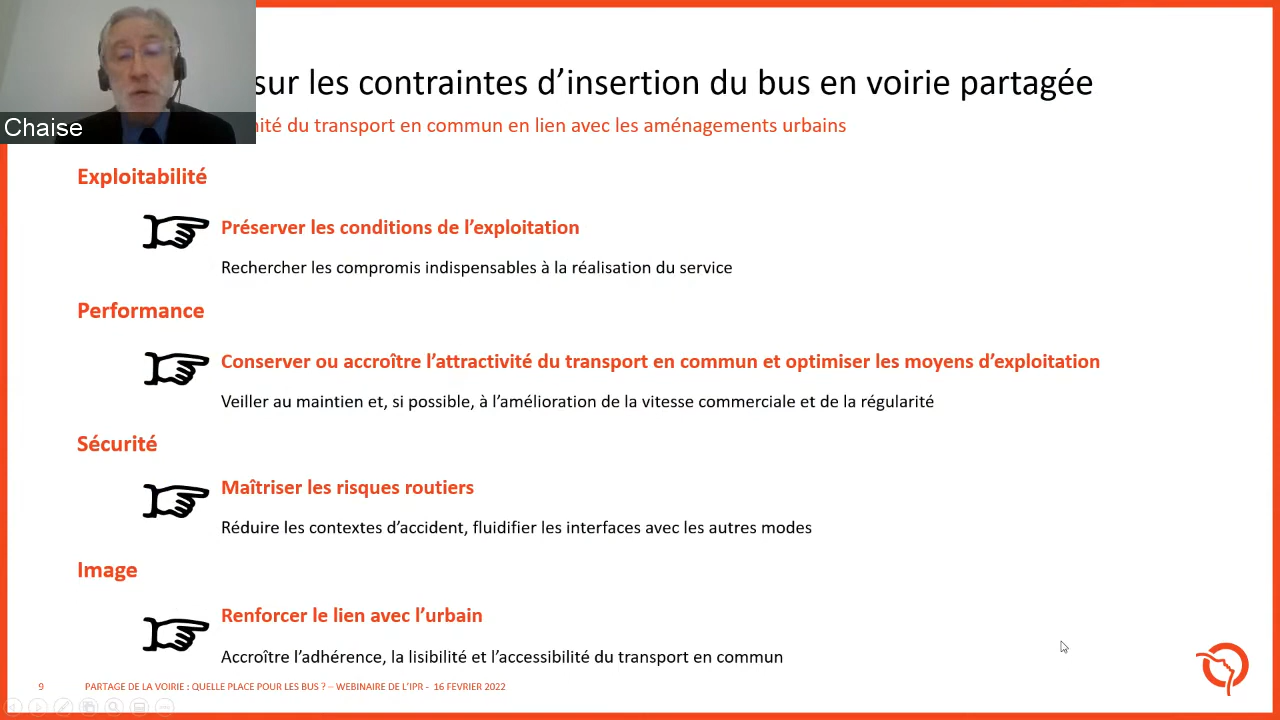 sur les contraintes d'insertion du bus en voirie partagée
Chaise
du transport en commun en lien avec les aménagements urbains
Exploitabilité
Préserver les conditions de l'exploitation
Rechercher les compromis indispensables à la réalisation du service
Performance
Conserver ou accroître l'attractivité du transport en commun et optimiser les moyens d'exploitation
Veiller au maintien et, si possible, à l'amélioration de la vitesse commerciale et de la régularité
Sécurité
Maîtriser les risques routiers
Réduire les contextes d'accident, fluidifier les interfaces avec les autres modes
Image
Renforcer le lien avec l'urbain
Accroître l'adhérence, la lisibilité et l'accessibilité du transport en commun
9 PARTAGE DE LA VOIRIE : QUELLE PLACE POUR LES BUS ? – WEBINAIRE DE L'IPR - 16 FEVRIER 2022